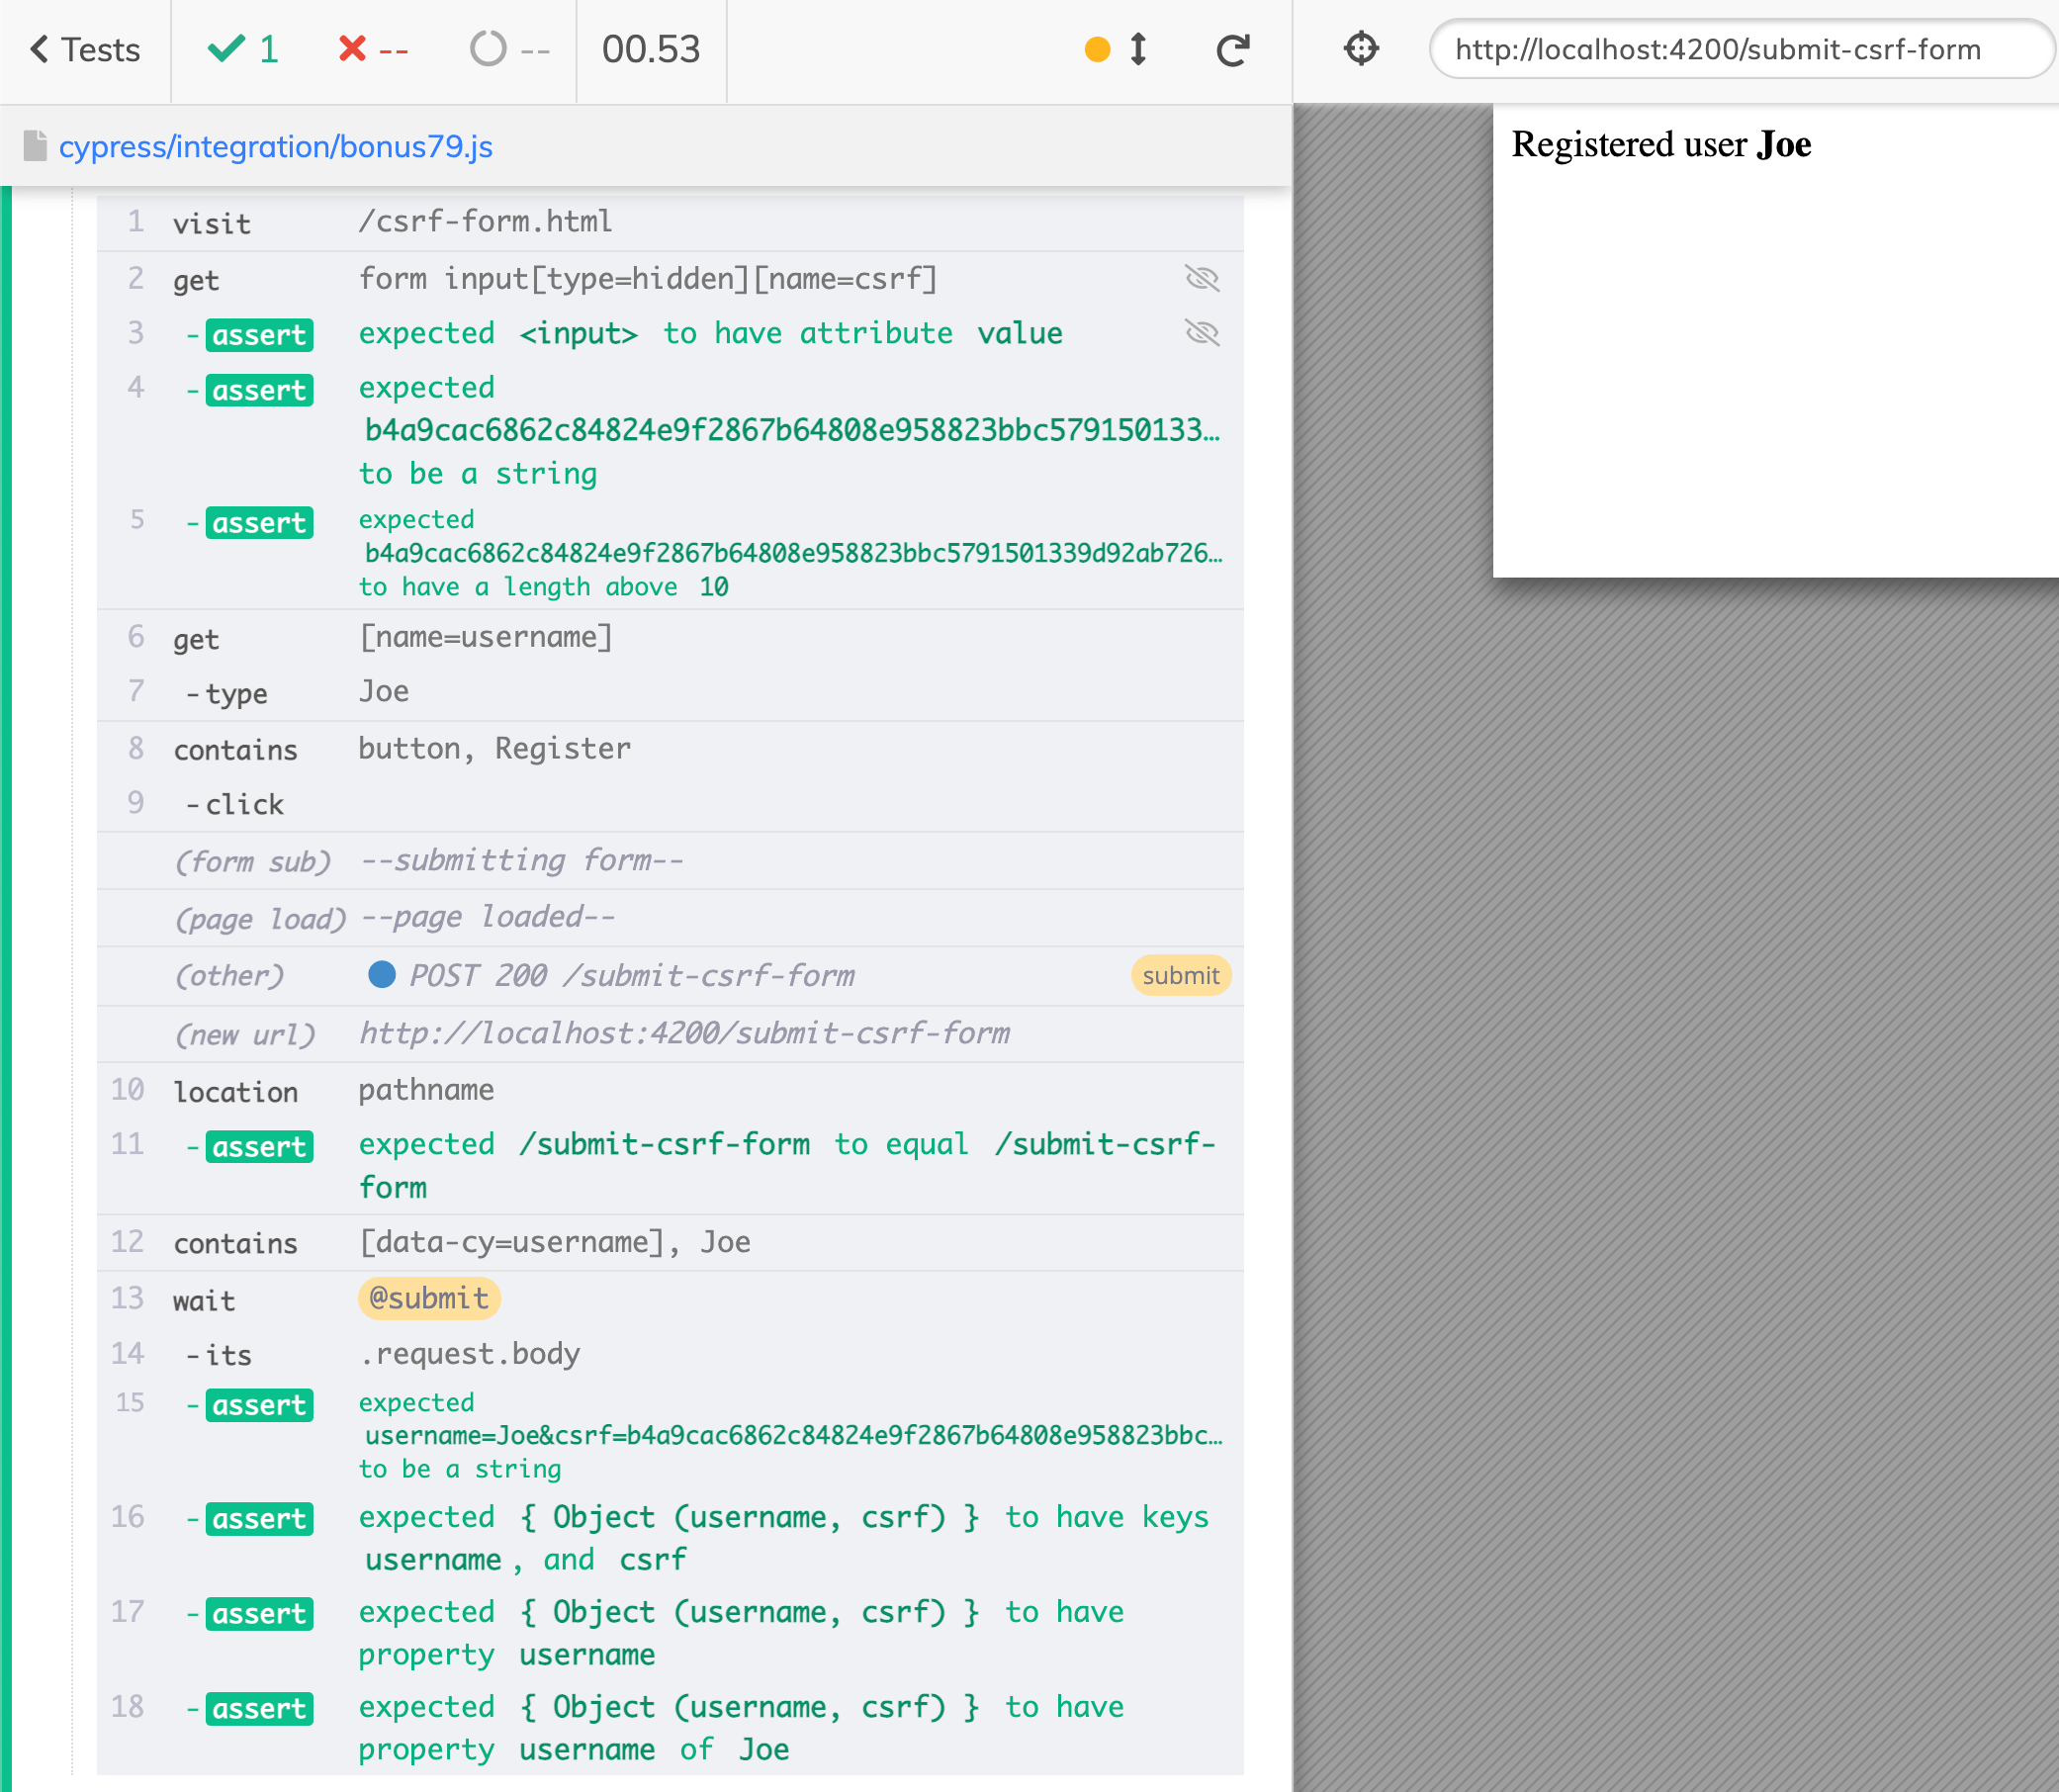 Tests 1 -- -- 00.53
http://localhost:4200/submit-csrf-form
cypress/integration/bonus79.js
Registered user Joe
1 visit /csrf-form.html
2 get form input[type=hidden][name=csrf]
3 -assert expected <input> to have attribute value
4 -assert expected
b4a9cac6862c84824e9f2867b64808e958823bbc579150133…
to be a string
5 -assert expected
b4a9cac6862c84824e9f2867b64808e958823bbc5791501339d92ab726…
to have a length above 10
6 get [name=username]
7 -type Joe
8 contains button, Register
9 -click
(form sub) --submitting form--
(page load) --page loaded--
(other) POST 200 /submit-csrf-form submit
(new url) http://localhost:4200/submit-csrf-form
10 location pathname
11 -assert expected /submit-csrf-form to equal /submit-csrf-
form
12 contains [data-cy=username], Joe
13 wait @submit
14 -its .request.body
15 -assert expected
username=Joe&csrf=b4a9cac6862c84824e9f2867b64808e958823bbc…
to be a string
16 -assert expected { Object (username, csrf) } to have keys
username, and csrf
17 -assert expected { Object (username, csrf) } to have
property username
18 -assert expected { Object (username, csrf) } to have
property username of Joe